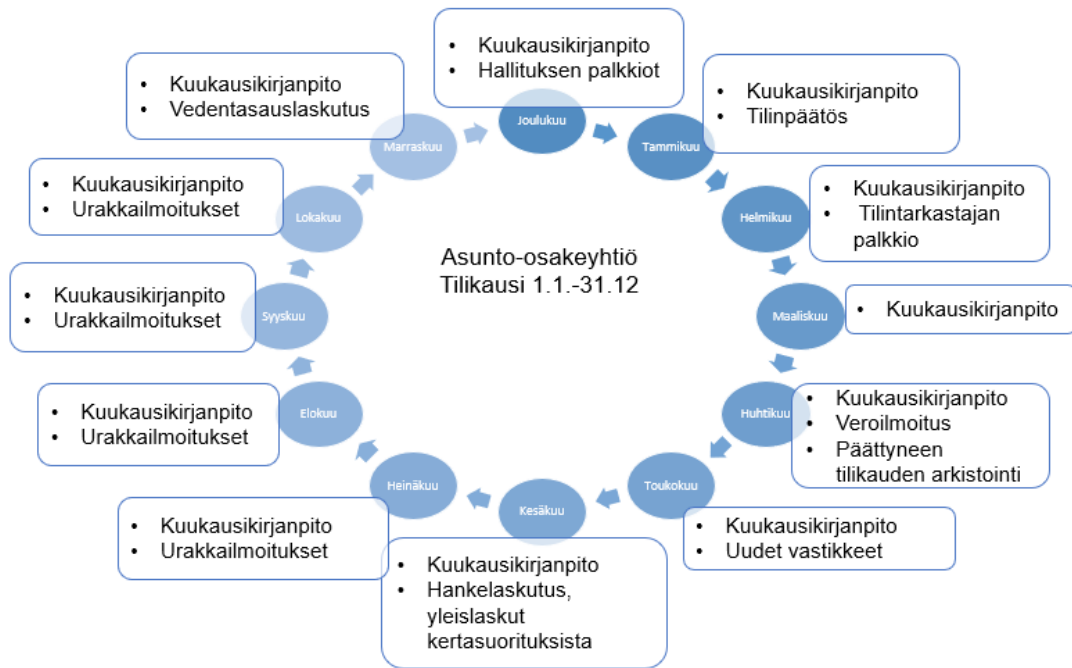 • Kuukausikirjanpito
• Hallituksen palkkiot
Joulukuu
• Kuukausikirjanpito
• Tilinpäätös
Tammikuu
• Kuukausikirjanpito
• Tilintarkastajan
palkkio
Helmikuu
• Kuukausikirjanpito
Maaliskuu
• Kuukausikirjanpito
• Veroilmoitus
• Päättyneen
tilikauden arkistointi
Huhtikuu
• Kuukausikirjanpito
• Uudet vastikkeet
Toukokuu
• Kuukausikirjanpito
• Hankelaskutus,
yleislaskut
kertasuorituksista
Kesäkuu
• Kuukausikirjanpito
• Urakkailmoitukset
Heinäkuu
• Kuukausikirjanpito
• Urakkailmoitukset
Elokuu
• Kuukausikirjanpito
• Urakkailmoitukset
Syyskuu
• Kuukausikirjanpito
• Urakkailmoitukset
Lokakuu
• Kuukausikirjanpito
• Vedentasauslaskutus
Marraskuu
Asunto-osakeyhtiö
Tilikausi 1.1.-31.12